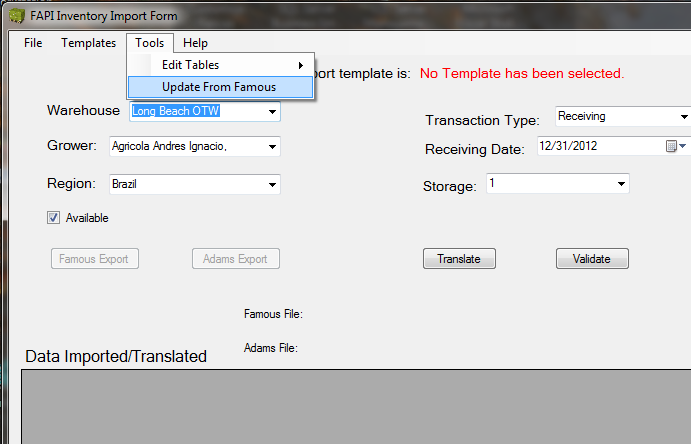 FAPI Inventory Import Form
File Templates Tools Help
Edit Tables
port template is: No Template has been selected.
Update From Famous
Warehouse Long Beach OTW
Transaction Type: Receiving
Grower: Agricola Andres Ignacio,
Receiving Date: 12/31/2012
Region: Brazil
Storage: 1
Available
Famous Export Adams Export Translate Validate
Famous File:
Adams File:
Data Imported/Translated